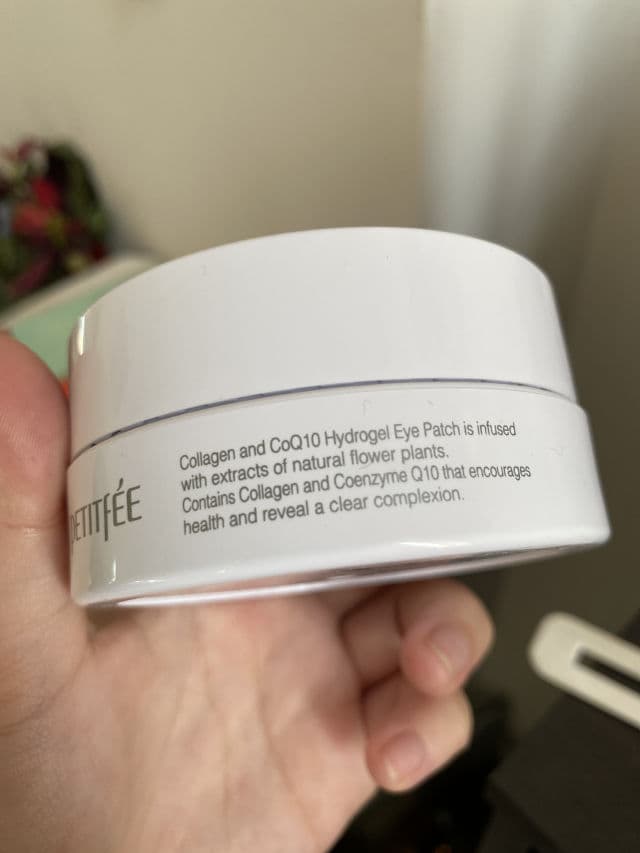 PETITFÉE
Collagen and CoQ10 Hydrogel Eye Patch is infused
with extracts of natural flower plants.
Contains Collagen and Coenzyme Q10 that encourages
health and reveal a clear complexion.